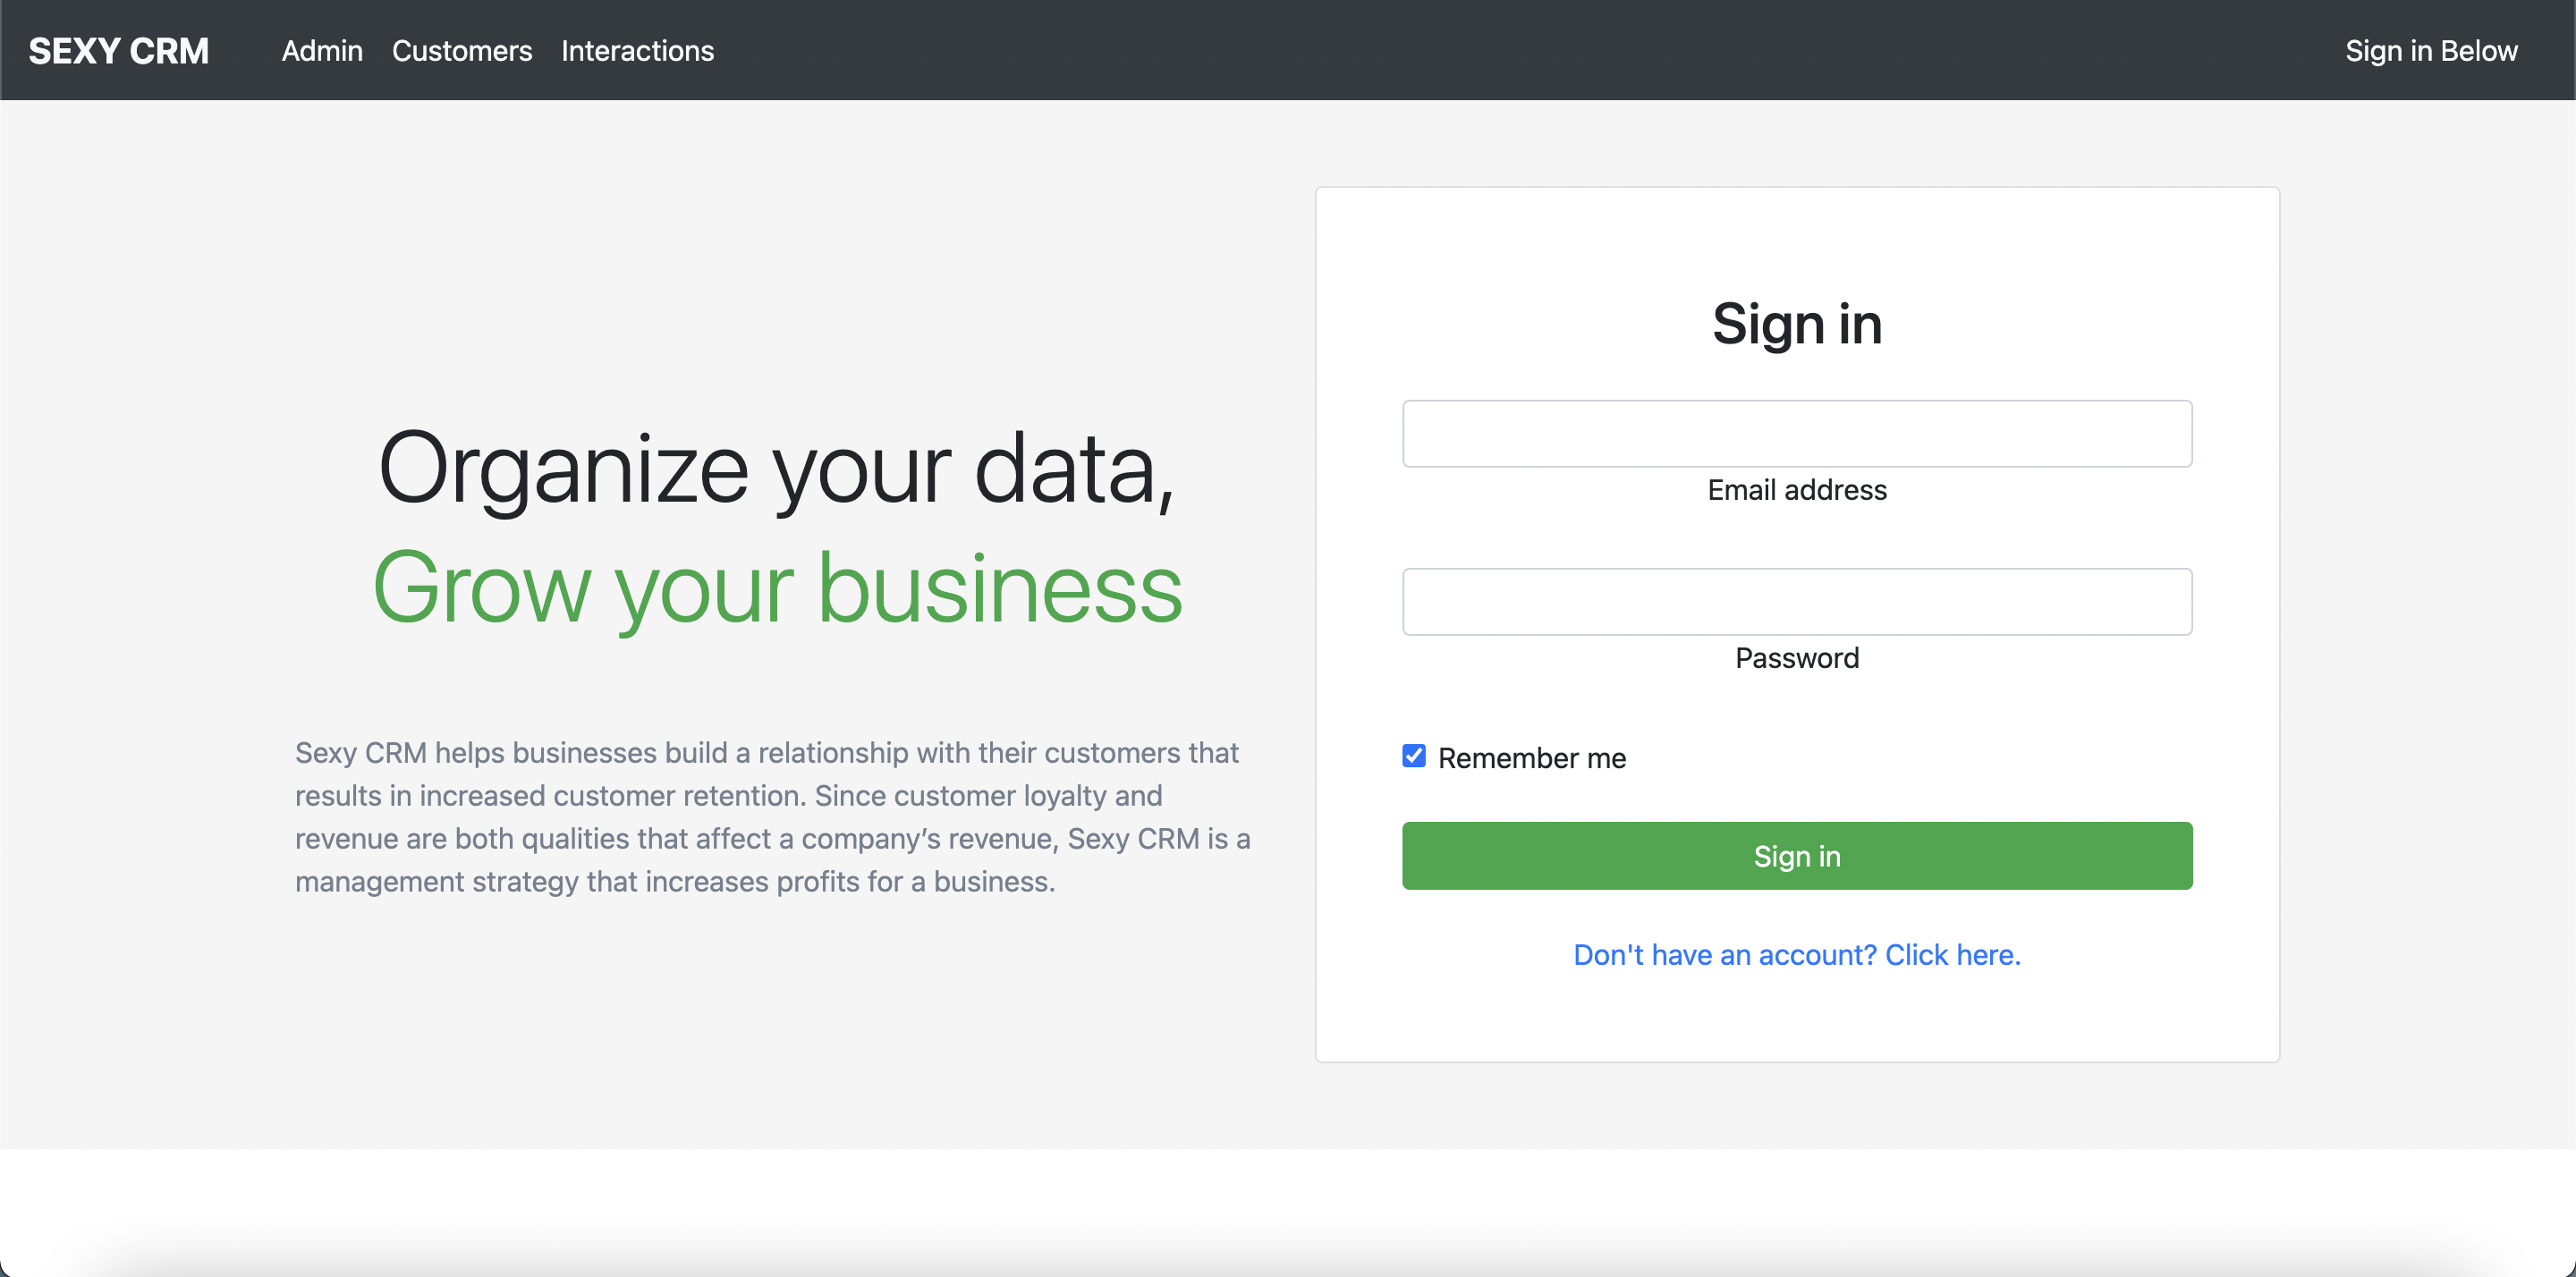 SEXY CRM Admin Customers Interactions Sign in Below
Organize your data,
Grow your business
Sexy CRM helps businesses build a relationship with their customers that
results in increased customer retention. Since customer loyalty and
revenue are both qualities that affect a company’s revenue, Sexy CRM is a
management strategy that increases profits for a business.
Sign in
Email address
Password
Remember me
Sign in
Don't have an account? Click here.